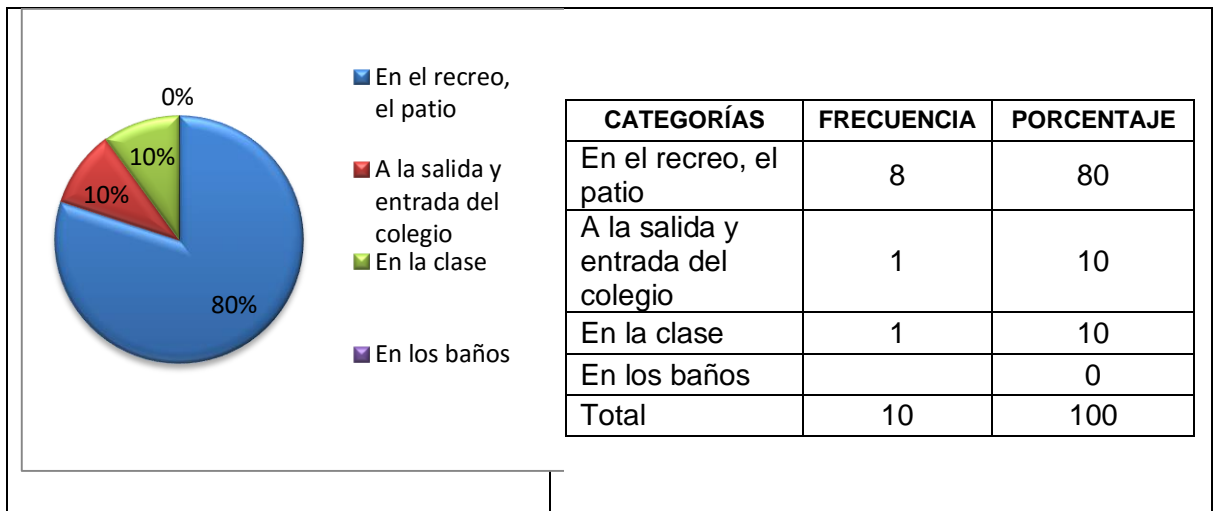 0%
10%
10%
80%
En el recreo,
el patio
A la salida y
entrada del
colegio
En la clase
En los baños
CATEGORÍAS FRECUENCIA PORCENTAJE
En el recreo, el
patio 8 80
A la salida y
entrada del
colegio 1 10
En la clase 1 10
En los baños 0
Total 10 100